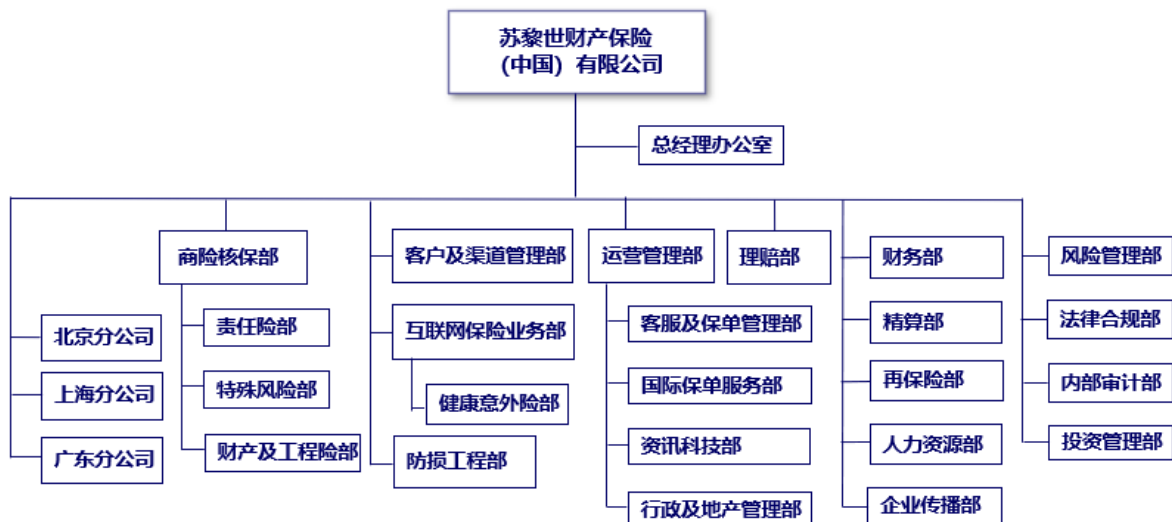 苏黎世财产保险
（中国）有限公司
总经理办公室
商险核保部
客户及渠道管理部
运营管理部
理赔部
财务部
风险管理部
北京分公司
责任险部
互联网保险业务部
客服及保单管理部
精算部
法律合规部
上海分公司
特殊风险部
健康意外险部
国际保单服务部
再保险部
内部审计部
广东分公司
财产及工程险部
防损工程部
资讯科技部
人力资源部
投资管理部
行政及地产管理部
企业传播部